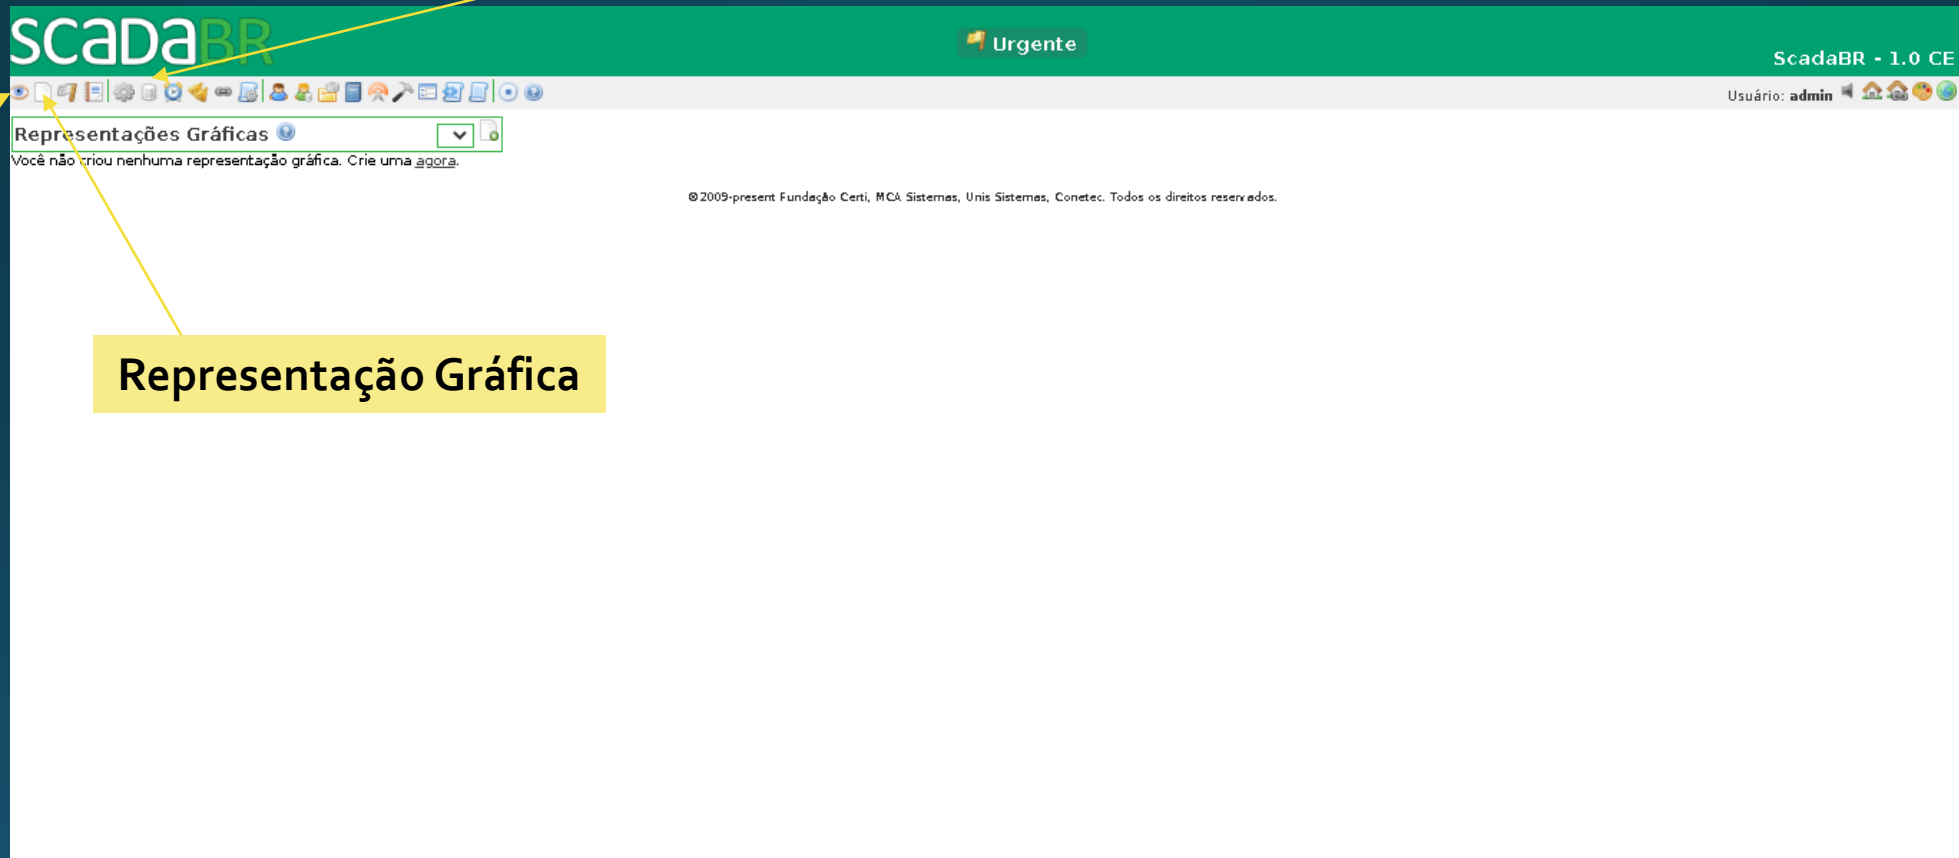 scadaBR
Urgente
ScadaBR - 1.0 CE
Usuário: admin
Representações Gráficas
Você não criou nenhuma representação gráfica. Crie uma agora.
©2009-present Fundação Certi, MCA Sistemas, Unis Sistemas, Conetec. Todos os direitos reservados.
Representação Gráfica